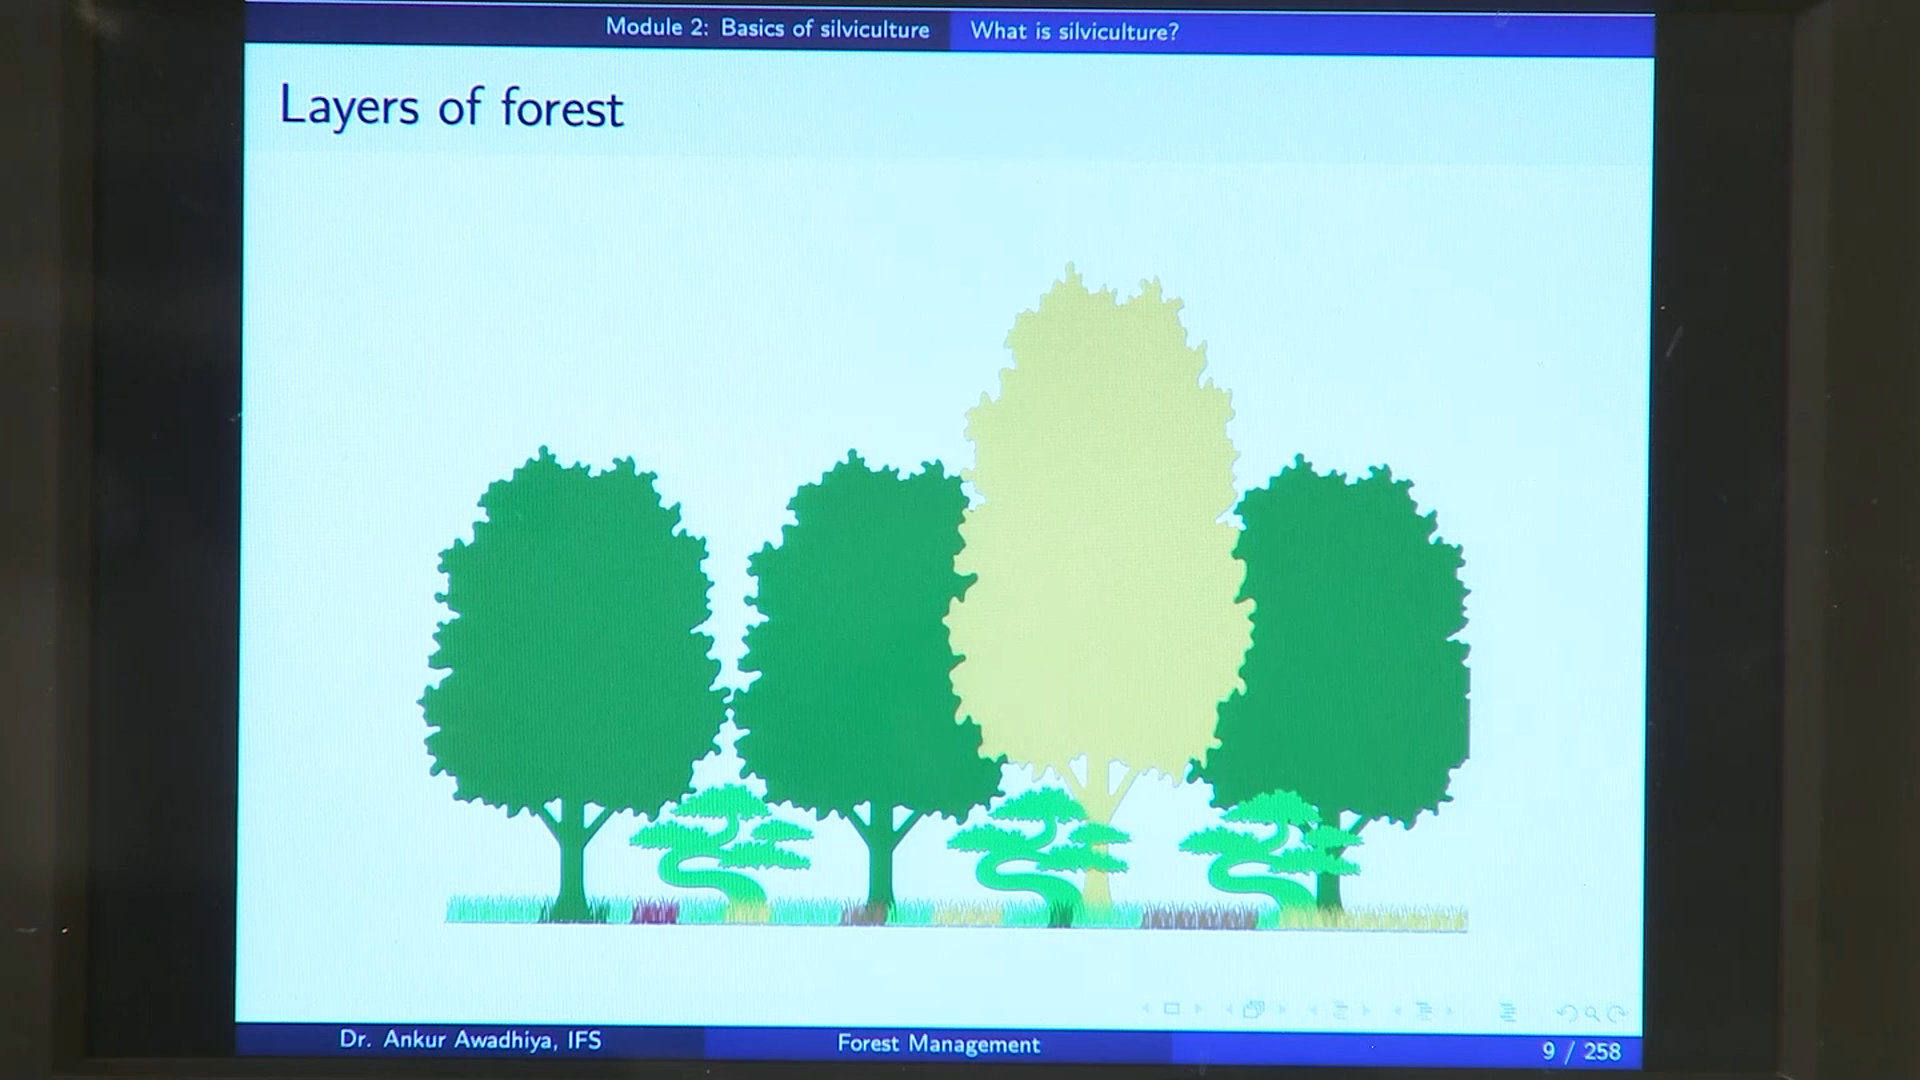 Module 2: Basics of silviculture
What is silviculture?
Layers of forest
Dr. Ankur Awadhiya, IFS
Forest Management
9 / 258